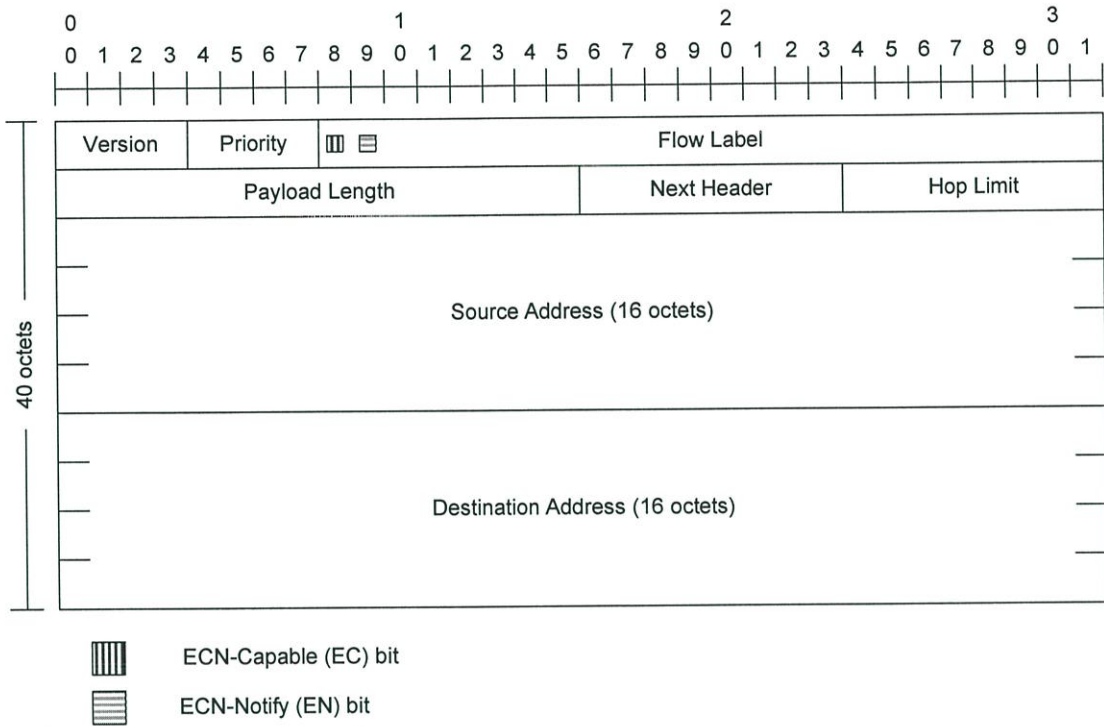 0 1 2 3
0 1 2 3 4 5 6 7 8 9 0 1 2 3 4 5 6 7 8 9 0 1 2 3 4 5 6 7 8 9 0 1
Version Priority Flow Label
Payload Length Next Header Hop Limit
40 octets
Source Address (16 octets)
Destination Address (16 octets)
ECN-Capable (EC) bit
ECN-Notify (EN) bit